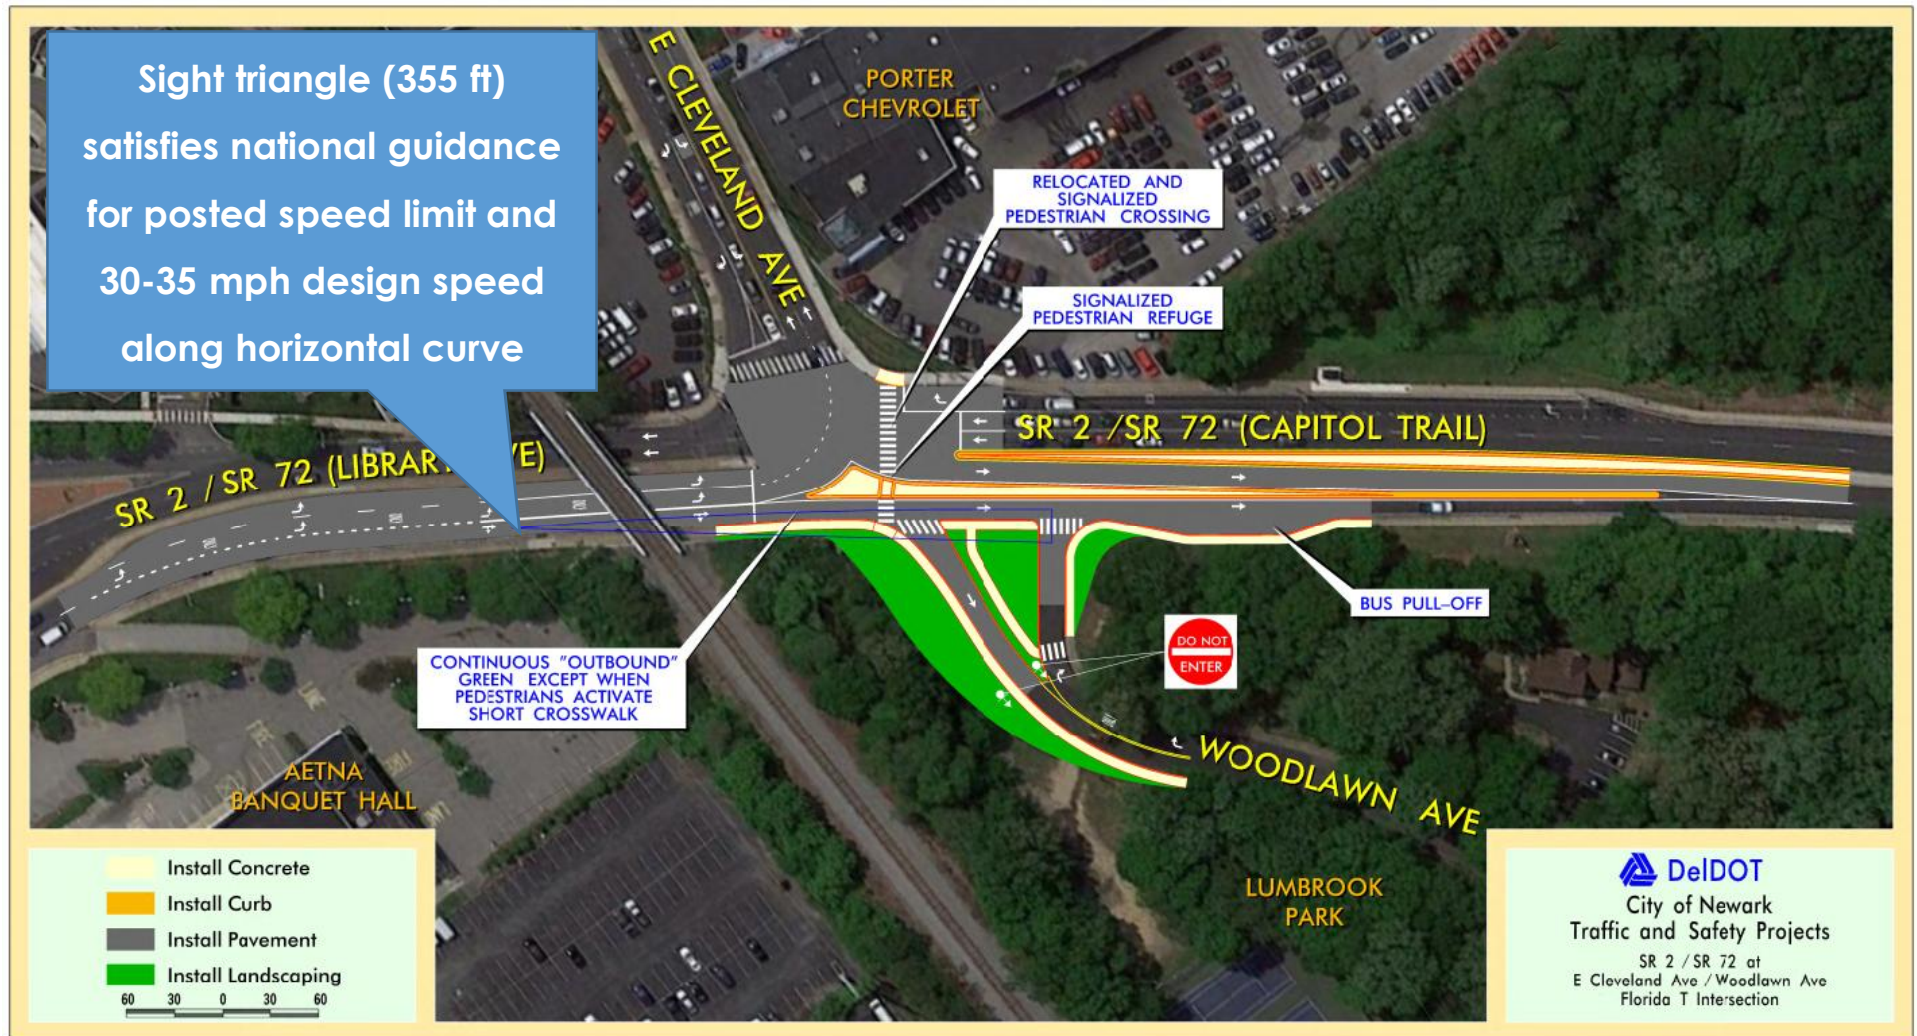 Sight triangle (355 ft)
satisfies national guidance
for posted speed limit and
30-35 mph design speed
along horizontal curve
E CLEVELAND AVE
PORTER
CHEVROLET
RELOCATED AND
SIGNALIZED
PEDESTRIAN CROSSING
SIGNALIZED
PEDESTRIAN REFUGE
SR 2 / SR 72 (CAPITOL TRAIL)
SR 2 / SR 72 (LIBRAR VE)
BUS PULL-OFF
DO NOT
ENTER
CONTINUOUS "OUTBOUND"
GREEN EXCEPT WHEN
PEDESTRIANS ACTIVATE
SHORT CROSSWALK
WOODLAWN AVE
AETNA
BANQUET HALL
LUMBROOK
PARK
Install Concrete
Install Curb
Install Pavement
Install Landscaping
60 30 0 30 60
DelDOT
City of Newark
Traffic and Safety Projects
SR 2 / SR 72 at
E Cleveland Ave / Woodlawn Ave
Florida T Intersection